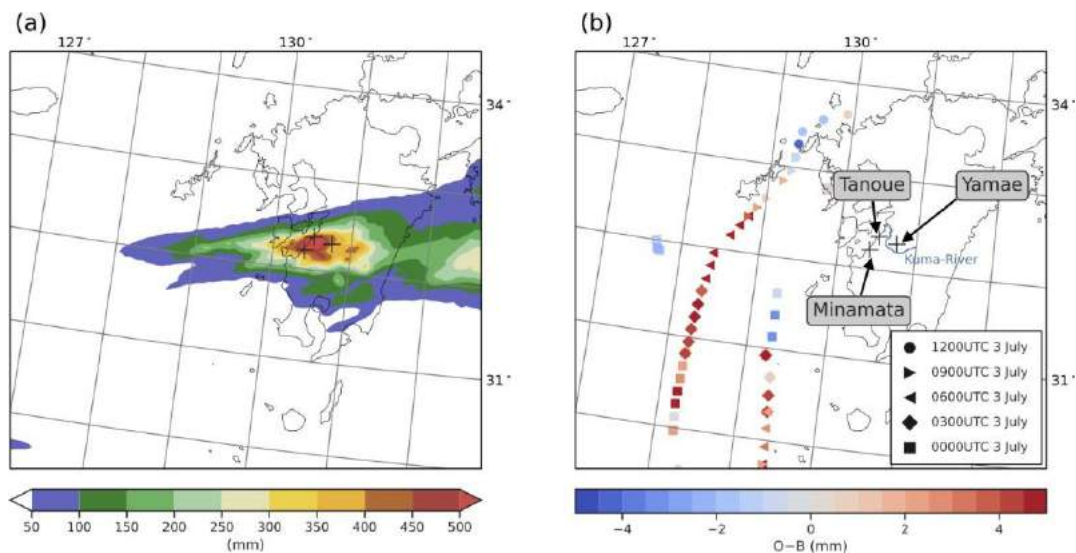 (a)
127°
130°
34°
31°
50 100 150 200 250 300 350 400 450 500
(mm)
(b)
127°
130°
34°
Tanoue
Yamae
Kuma-River
Minamata
1200UTC 3 July
0900UTC 3 July
0600UTC 3 July
0300UTC 3 July
0000UTC 3 July
31°
−4 −2 0 2 4
O−B (mm)